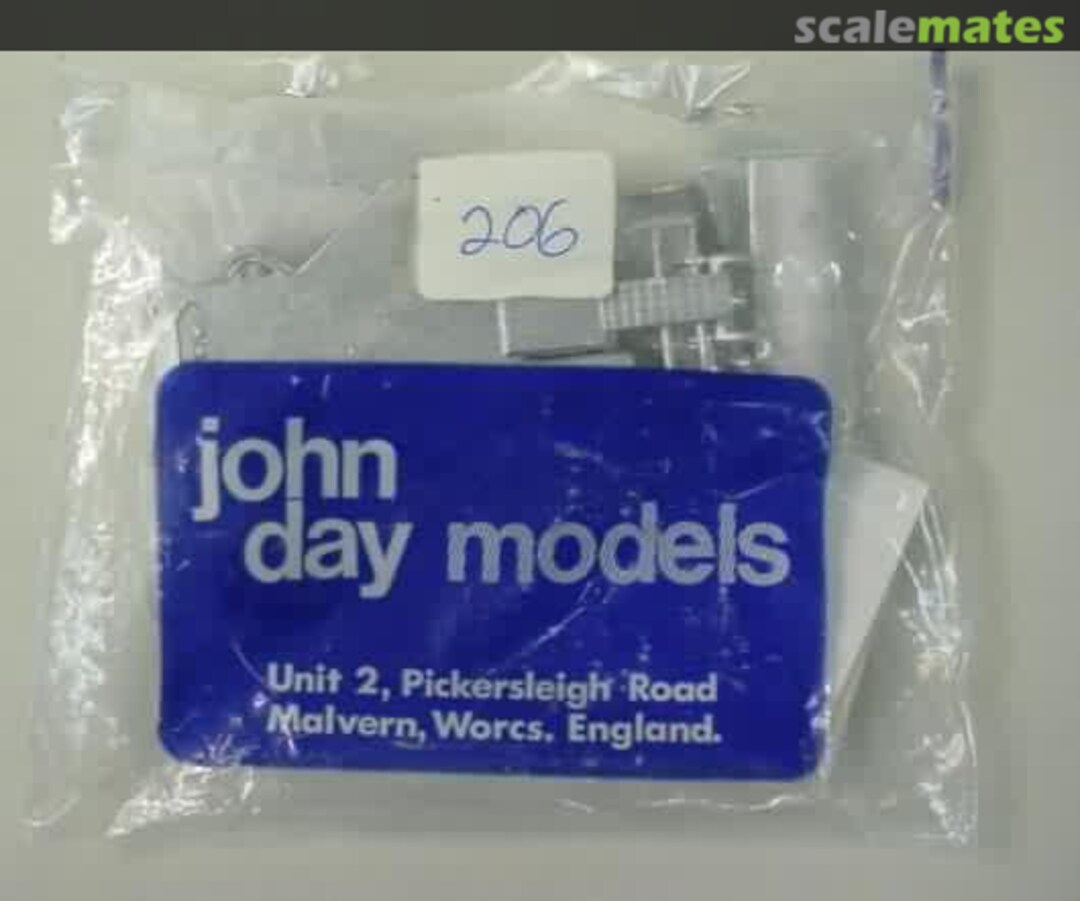 scalemates
206
john
day models
Unit 2, Pickersleigh Road
Malvern, Worcs. England.